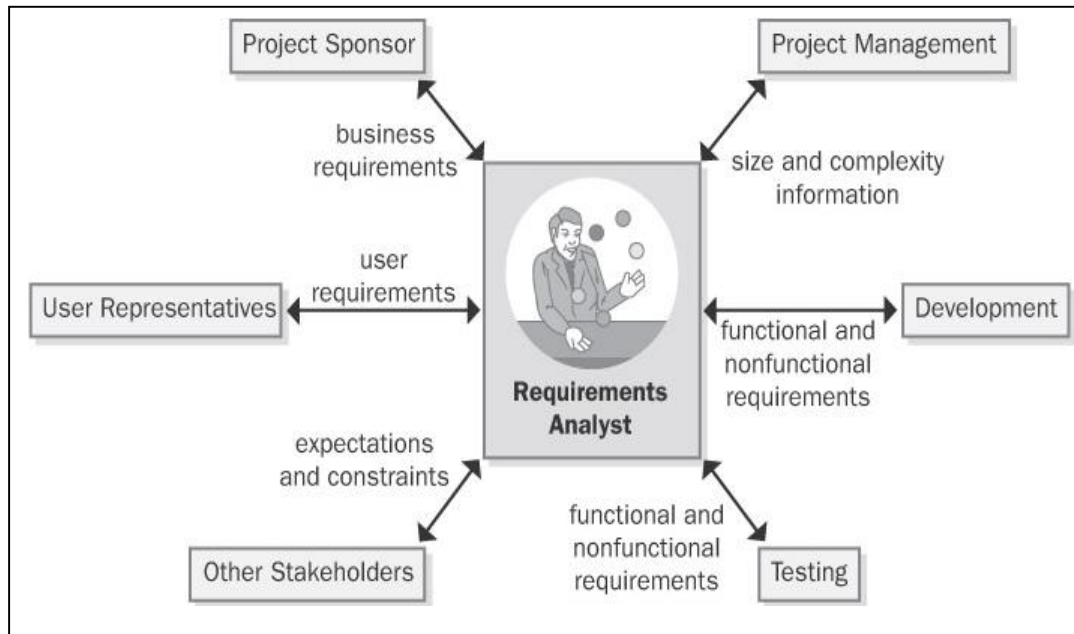 Project Sponsor
Project Management
business
requirements
size and complexity
information
user
requirements
User Representatives
Development
functional and
nonfunctional
requirements
Requirements
Analyst
expectations
and constraints
functional and
nonfunctional
requirements
Other Stakeholders
Testing